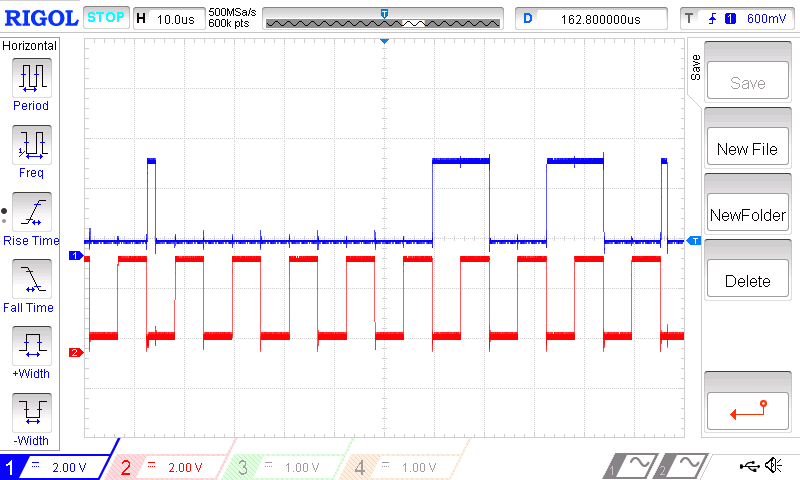 RIGOL STOP H 10.0us 500MSa/s
600k pts T D 162.800000us T 1 600mV
Horizontal
Period
Freq
Rise Time
Fall Time
+Width
-Width
Save
Save
New File
NewFolder
Delete
T
1
2
1 2.00 V 2 2.00 V 3 1.00 V 4 1.00 V 1 2